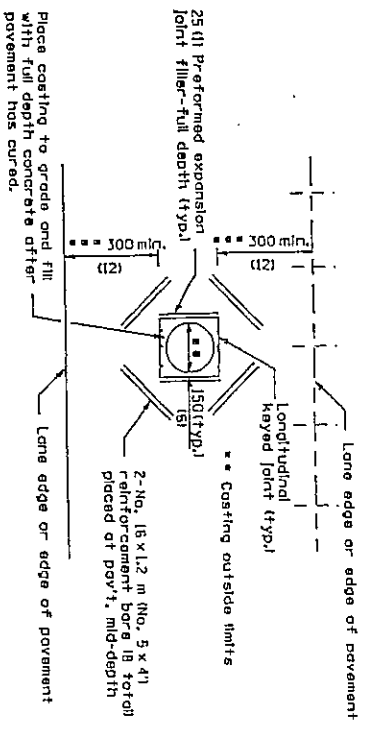 Lane edge or edge of pavement
*** 300 min.
(12)
Longitudinal
keyed joint (typ.)
25 (1) Preformed expansion
joint filler-full depth (typ.)
** Casting outside limits
**
150 (typ.)
(6)
*** 300 min.
(12)
2-No. 16 x 1.2 m (No. 5 x 4')
reinforcement bars (8 total)
placed at pav't. mid-depth
Place casting to grade and fill
with full depth concrete after
pavement has cured.
Lane edge or edge of pavement